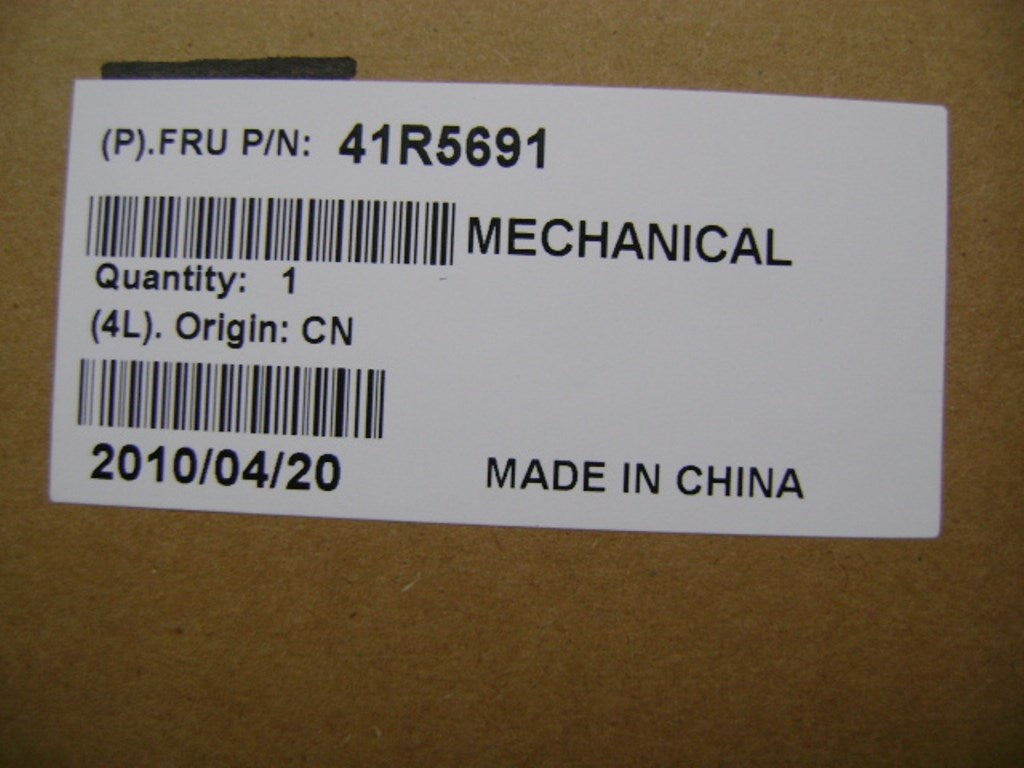 (P).FRU P/N: 41R5691
MECHANICAL
Quantity: 1
(4L). Origin: CN
2010/04/20
MADE IN CHINA